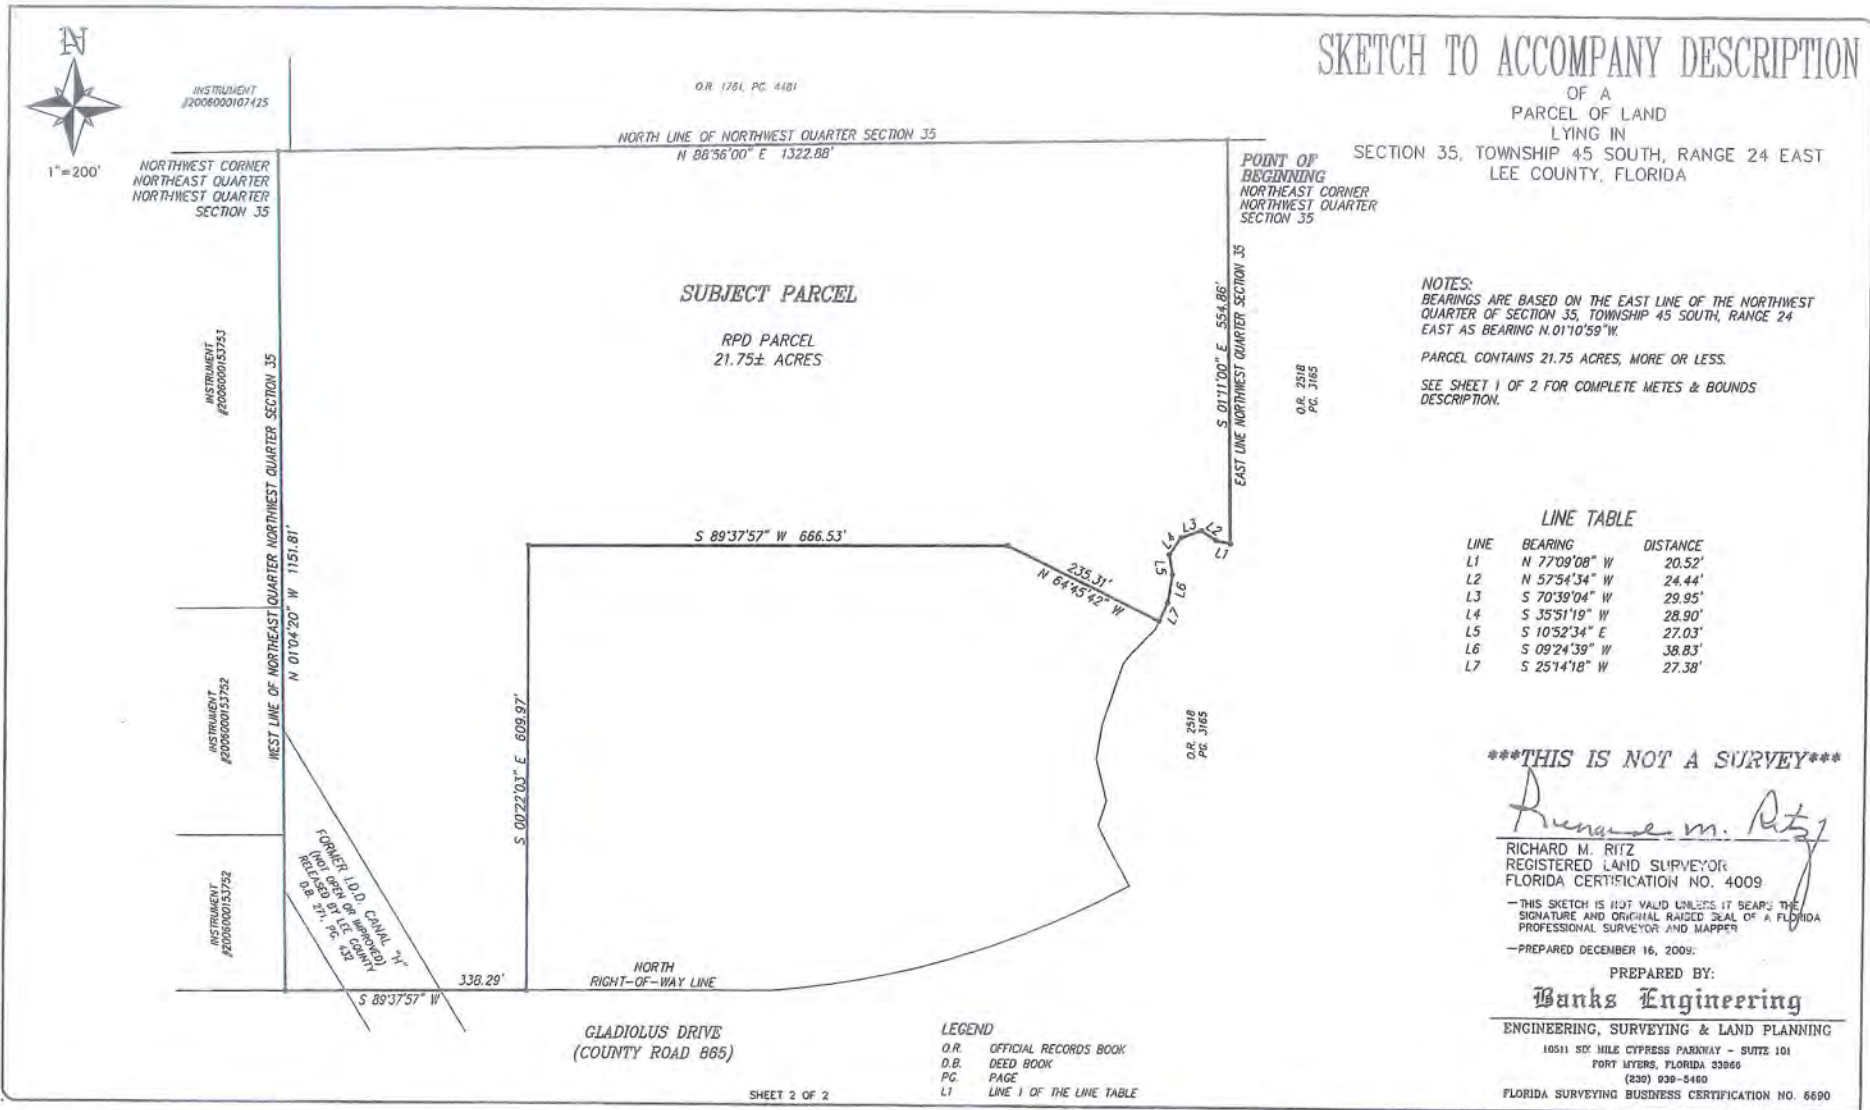 N
1"=200'
INSTRUMENT
#2006000107425
O.R. 1761, PG. 4481
NORTH LINE OF NORTHWEST QUARTER SECTION 35
N 88°56'00" E 1322.88'
NORTHWEST CORNER
NORTHEAST QUARTER
NORTHWEST QUARTER
SECTION 35
POINT OF
BEGINNING
NORTHEAST CORNER
NORTHWEST QUARTER
SECTION 35
SKETCH TO ACCOMPANY DESCRIPTION
OF A
PARCEL OF LAND
LYING IN
SECTION 35, TOWNSHIP 45 SOUTH, RANGE 24 EAST
LEE COUNTY, FLORIDA
SUBJECT PARCEL
RPD PARCEL
21.75± ACRES
INSTRUMENT
#2006000153753
WEST LINE OF NORTHEAST QUARTER NORTHWEST QUARTER SECTION 35
N 01°04'20" W 1151.81'
S 01°11'00" E 554.86'
EAST LINE NORTHWEST QUARTER SECTION 35
O.R. 2518
PG. 3165
NOTES:
BEARINGS ARE BASED ON THE EAST LINE OF THE NORTHWEST
QUARTER OF SECTION 35, TOWNSHIP 45 SOUTH, RANGE 24
EAST AS BEARING N.01°10'59"W.
PARCEL CONTAINS 21.75 ACRES, MORE OR LESS.
SEE SHEET 1 OF 2 FOR COMPLETE METES & BOUNDS
DESCRIPTION.
S 89°37'57" W 666.53'
235.31'
N 64°45'42" W
L1
L2
L3
L4
L5
L6
L7
LINE TABLE
LINE BEARING DISTANCE
L1 N 77°09'08" W 20.52'
L2 N 57°54'34" W 24.44'
L3 S 70°39'04" W 29.95'
L4 S 35°51'19" W 28.90'
L5 S 10°52'34" E 27.03'
L6 S 09°24'39" W 38.83'
L7 S 25°14'18" W 27.38'
INSTRUMENT
#2006000153752
S 00°22'03" E 609.97'
O.R. 2518
PG. 3165
INSTRUMENT
#2006000153752
FORMER I.D.D. CANAL "H"
(NOT OPEN OR IMPROVED)
RELEASED BY LEE COUNTY
D.B. 271, PG. 432
338.29'
S 89°37'57" W
NORTH
RIGHT-OF-WAY LINE
GLADIOLUS DRIVE
(COUNTY ROAD 865)
LEGEND
O.R. OFFICIAL RECORDS BOOK
D.B. DEED BOOK
PG. PAGE
L1 LINE 1 OF THE LINE TABLE
SHEET 2 OF 2
***THIS IS NOT A SURVEY***
Richard M. Ritz
RICHARD M. RITZ
REGISTERED LAND SURVEYOR
FLORIDA CERTIFICATION NO. 4009
—THIS SKETCH IS NOT VALID UNLESS IT BEARS THE
SIGNATURE AND ORIGINAL RAISED SEAL OF A FLORIDA
PROFESSIONAL SURVEYOR AND MAPPER
—PREPARED DECEMBER 16, 2009.
PREPARED BY:
Banks Engineering
ENGINEERING, SURVEYING & LAND PLANNING
10511 SIX MILE CYPRESS PARKWAY - SUITE 101
FORT MYERS, FLORIDA 33966
(239) 939-5490
FLORIDA SURVEYING BUSINESS CERTIFICATION NO. 6690